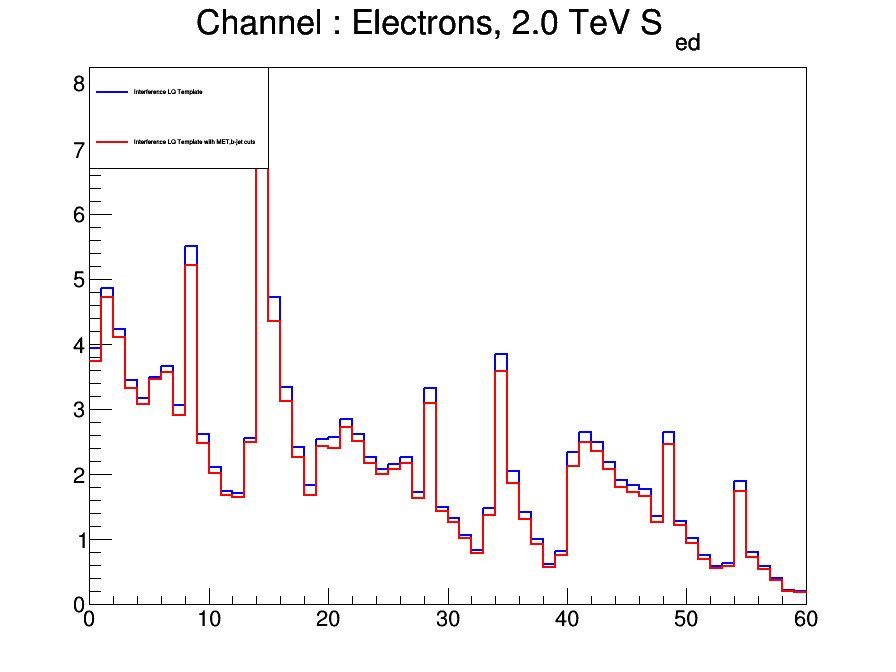 Channel : Electrons, 2.0 TeV S ed
Interference LQ Template
Interference LQ Template with MET,b-jet cuts
8
7
6
5
4
3
2
1
0
0 10 20 30 40 50 60